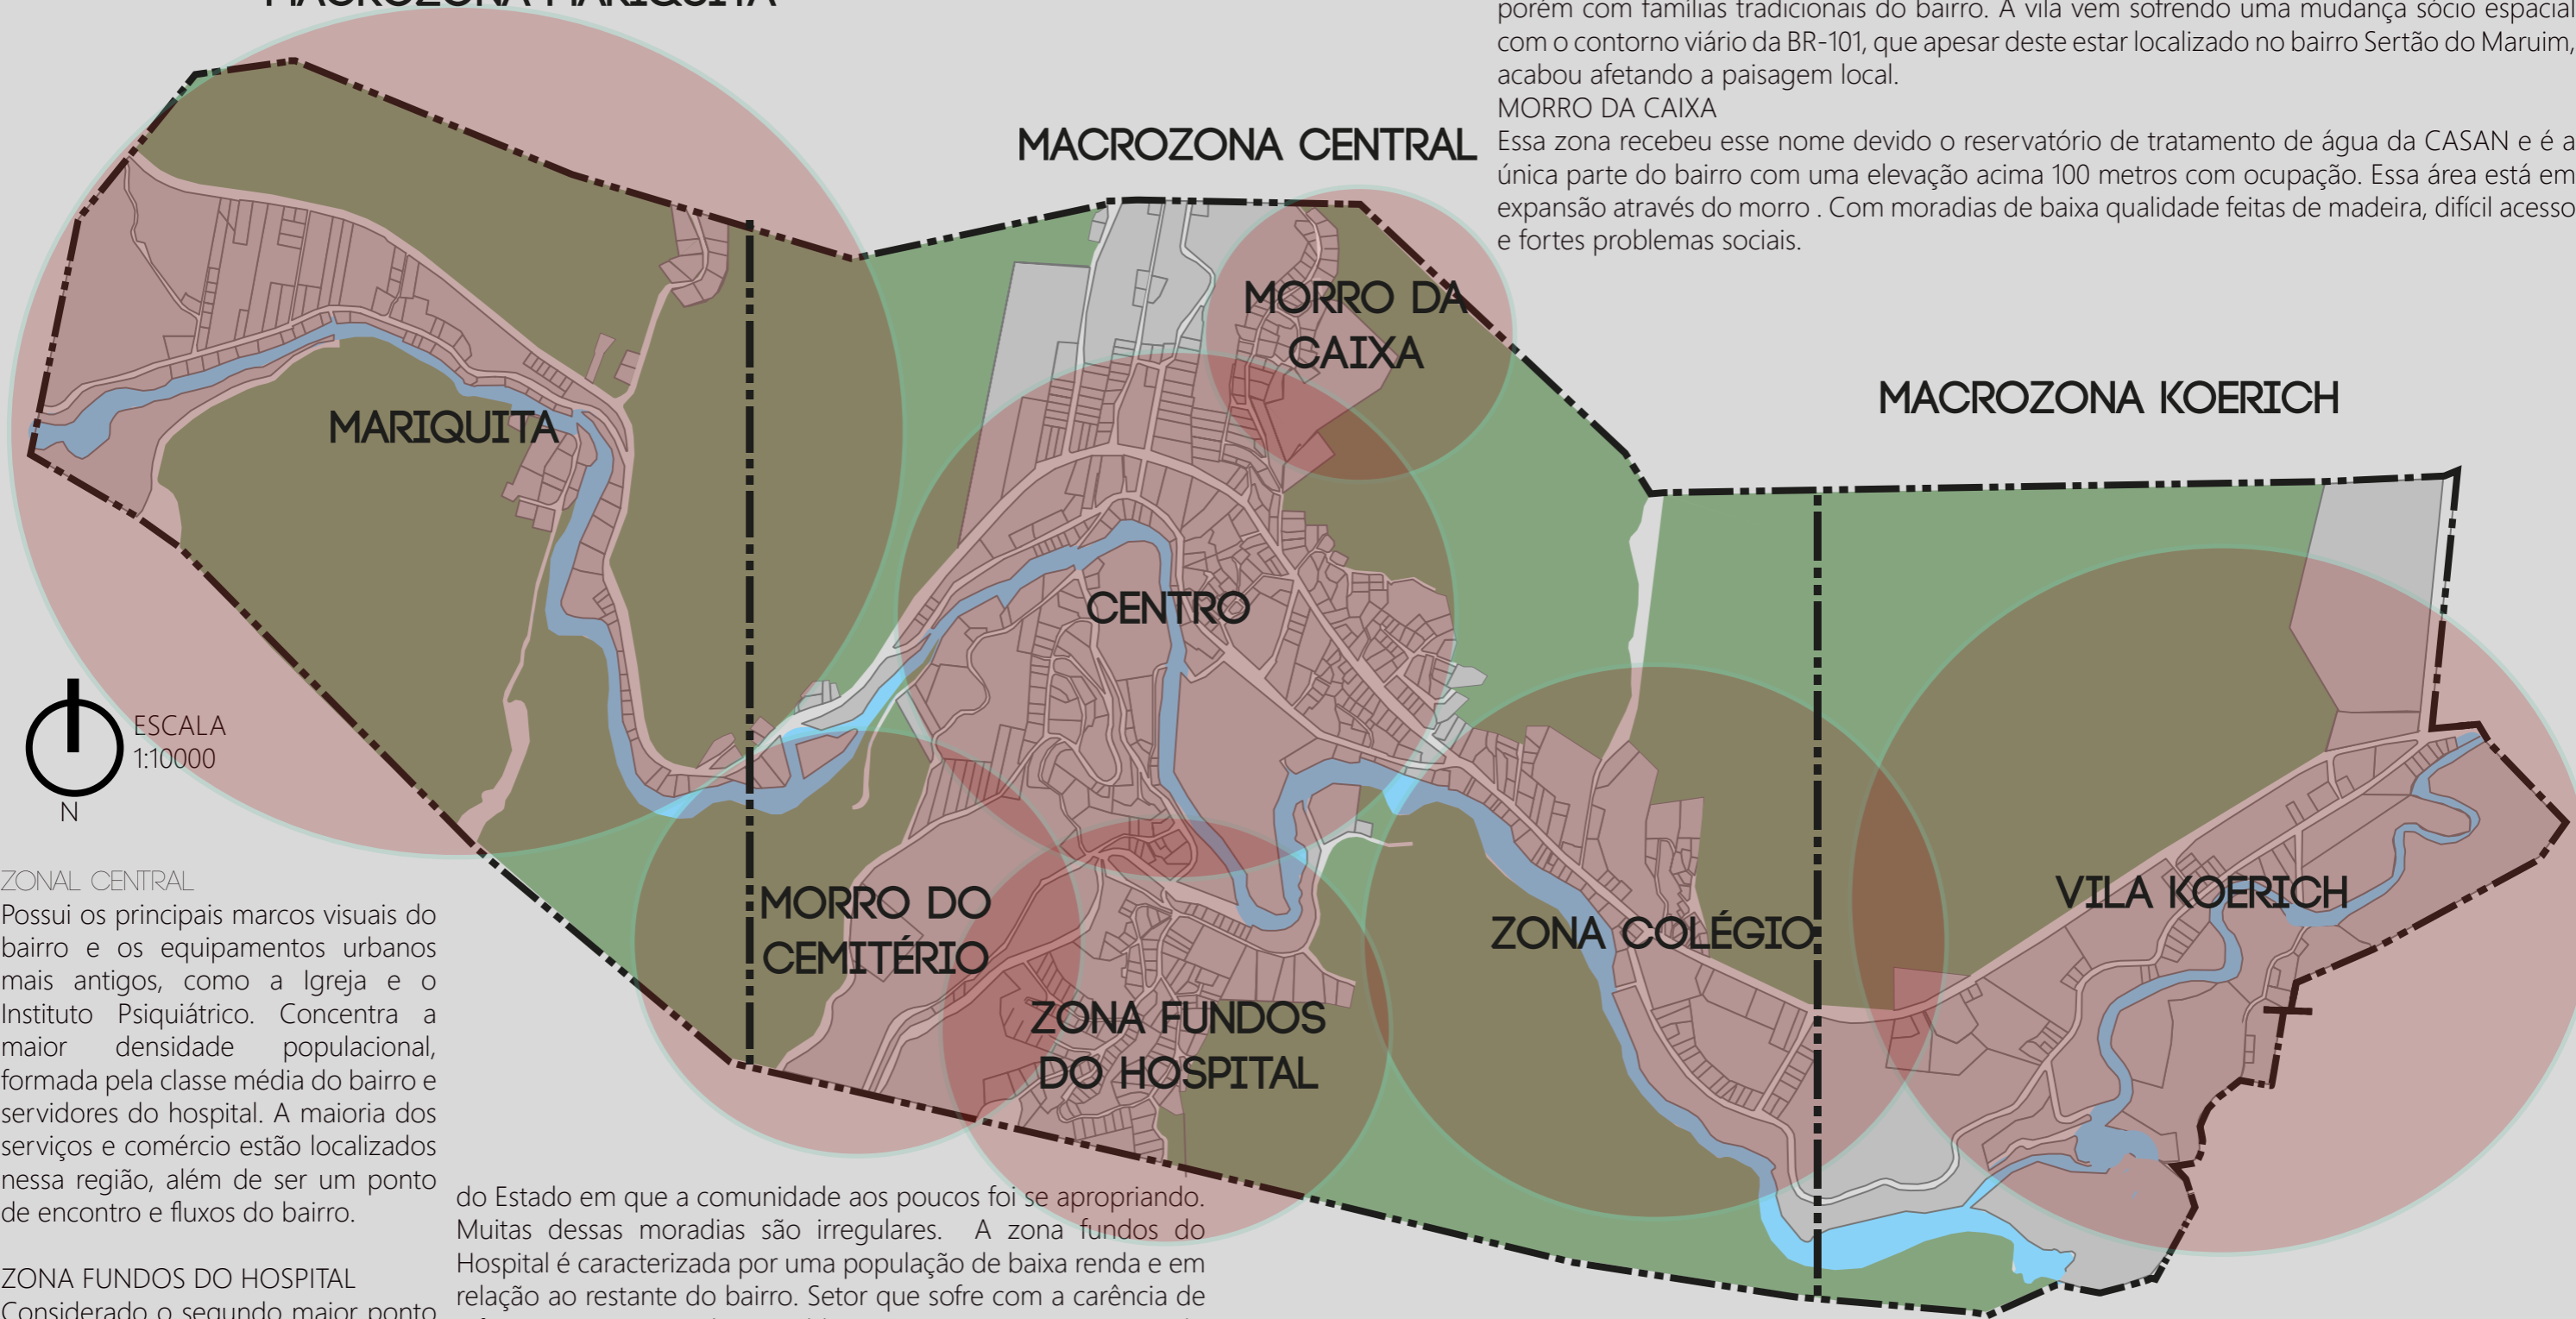 MACROZONA MARIQUITA
porém com famílias tradicionais do bairro. A vila vem sofrendo uma mudança sócio espacial
com o contorno viário da BR-101, que apesar deste estar localizado no bairro Sertão do Maruim,
acabou afetando a paisagem local.
MORRO DA CAIXA
Essa zona recebeu esse nome devido o reservatório de tratamento de água da CASAN e é a
única parte do bairro com uma elevação acima 100 metros com ocupação. Essa área está em
expansão através do morro . Com moradias de baixa qualidade feitas de madeira, difícil acesso
e fortes problemas sociais.
MACROZONA CENTRAL
MORRO DA
CAIXA
MACROZONA KOERICH
MARIQUITA
CENTRO
ESCALA
1:10000
N
MORRO DO
CEMITÉRIO
ZONA COLÉGIO
VILA KOERICH
ZONA FUNDOS
DO HOSPITAL
ZONAL CENTRAL
Possui os principais marcos visuais do
bairro e os equipamentos urbanos
mais antigos, como a Igreja e o
Instituto Psiquiátrico. Concentra a
maior densidade populacional,
formada pela classe média do bairro e
servidores do hospital. A maioria dos
serviços e comércio estão localizados
nessa região, além de ser um ponto
de encontro e fluxos do bairro.
ZONA FUNDOS DO HOSPITAL
Considerado o segundo maior ponto
do Estado em que a comunidade aos poucos foi se apropriando.
Muitas dessas moradias são irregulares. A zona fundos do
Hospital é caracterizada por uma população de baixa renda e em
relação ao restante do bairro. Setor que sofre com a carência de